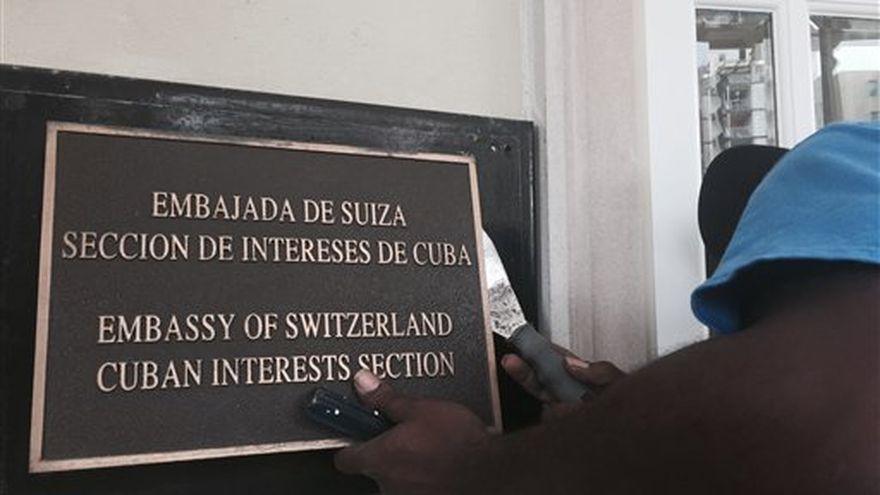 EMBAJADA DE SUIZA
SECCION DE INTERESES DE CUBA
EMBASSY OF SWITZERLAND
CUBAN INTERESTS SECTION